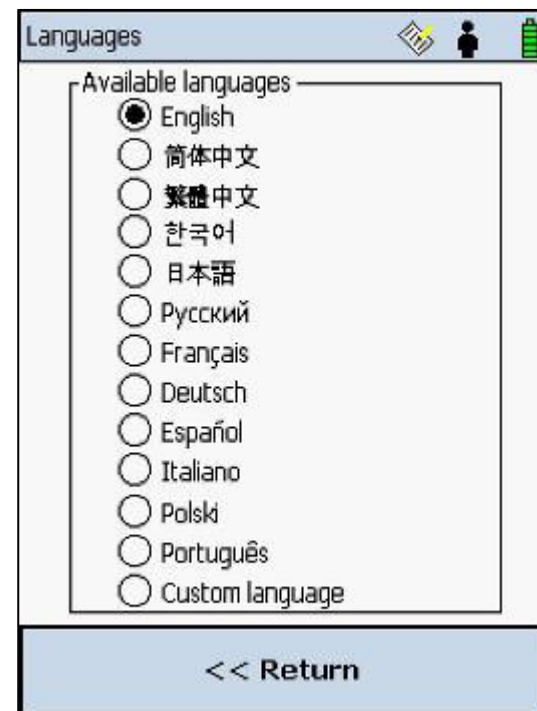 Languages
Available languages
English
简体中文
繁體中文
한국어
日本語
Русский
Français
Deutsch
Español
Italiano
Polski
Português
Custom language
<< Return